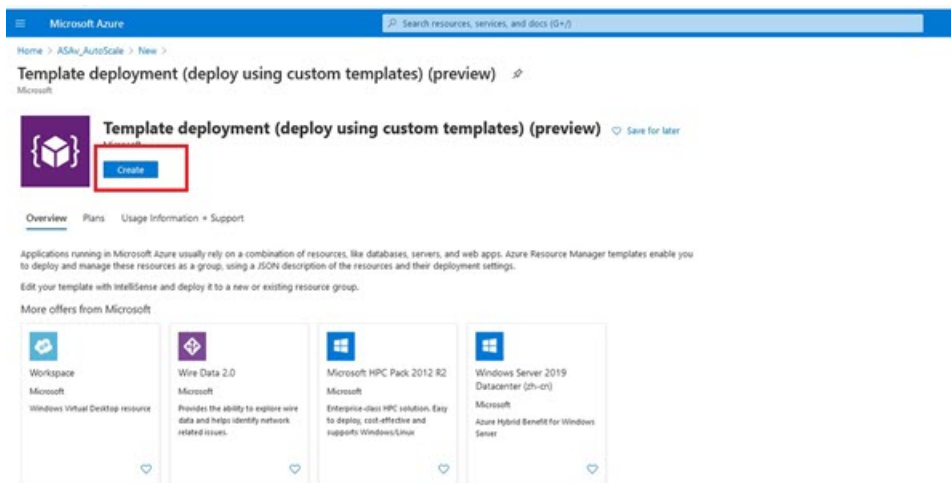 Microsoft Azure
Search resources, services, and docs (G+/)
Home > ASAv_AutoScale > New >
Template deployment (deploy using custom templates) (preview)
Microsoft
Template deployment (deploy using custom templates) (preview)
Save for later
Microsoft
Create
Overview Plans Usage Information + Support
Applications running in Microsoft Azure usually rely on a combination of resources, like databases, servers, and web apps. Azure Resource Manager templates enable you
to deploy and manage these resources as a group, using a JSON description of the resources and their deployment settings.
Edit your template with IntelliSense and deploy it to a new or existing resource group.
More offers from Microsoft
Workspace
Microsoft
Windows Virtual Desktop resource
Wire Data 2.0
Microsoft
Provides the ability to explore wire
data and helps identify network
related issues.
Microsoft HPC Pack 2012 R2
Microsoft
Enterprise-class HPC solution. Easy
to deploy, cost-effective and
supports Windows/Linux
Windows Server 2019
Datacenter (zh-cn)
Microsoft
Azure Hybrid Benefit for Windows
Server